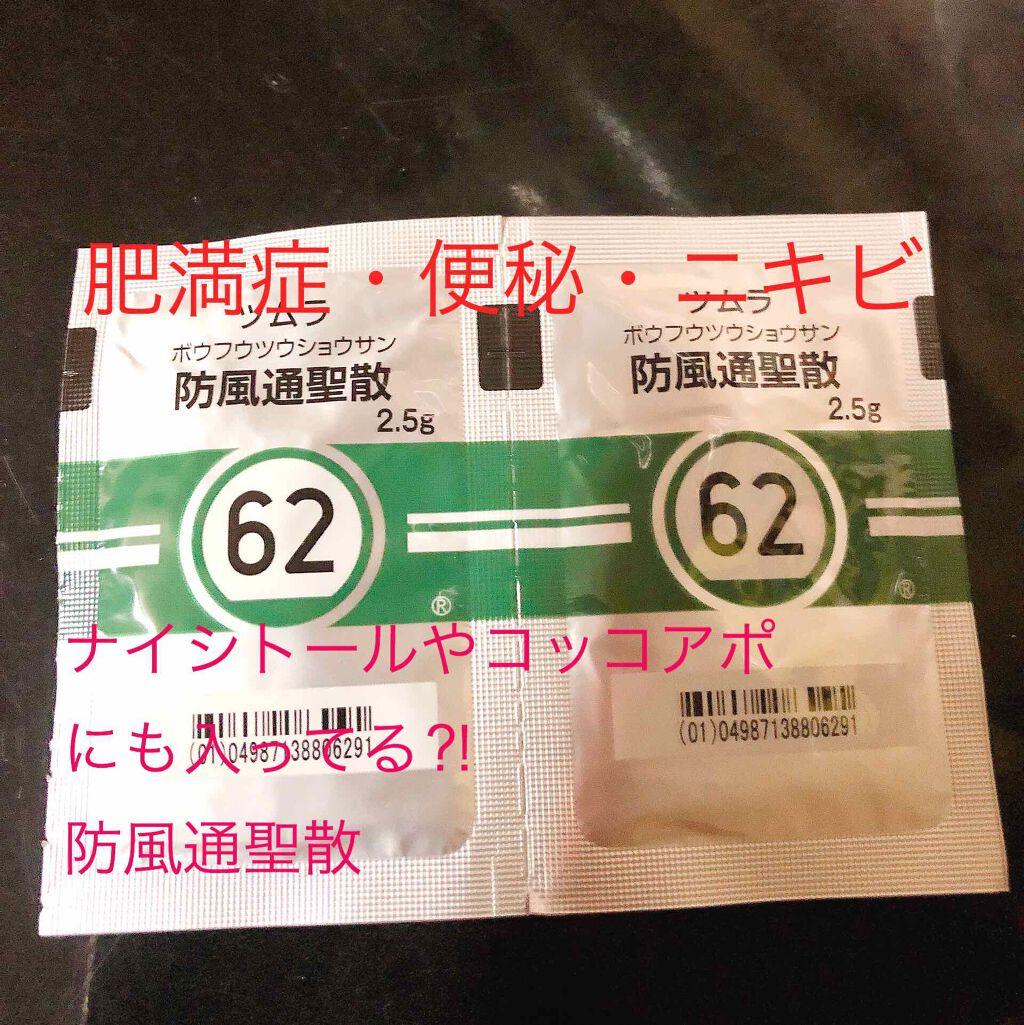 肥満症・便秘・ニキビ
ツムラ
ボウフウツウショウサン
防風通聖散
2.5g
62
®
(01)04987138806291
ツムラ
ボウフウツウショウサン
防風通聖散
2.5g
62
®
(01)04987138806291
ナイシトールやコッコアポ
にも入ってる⁈
防風通聖散